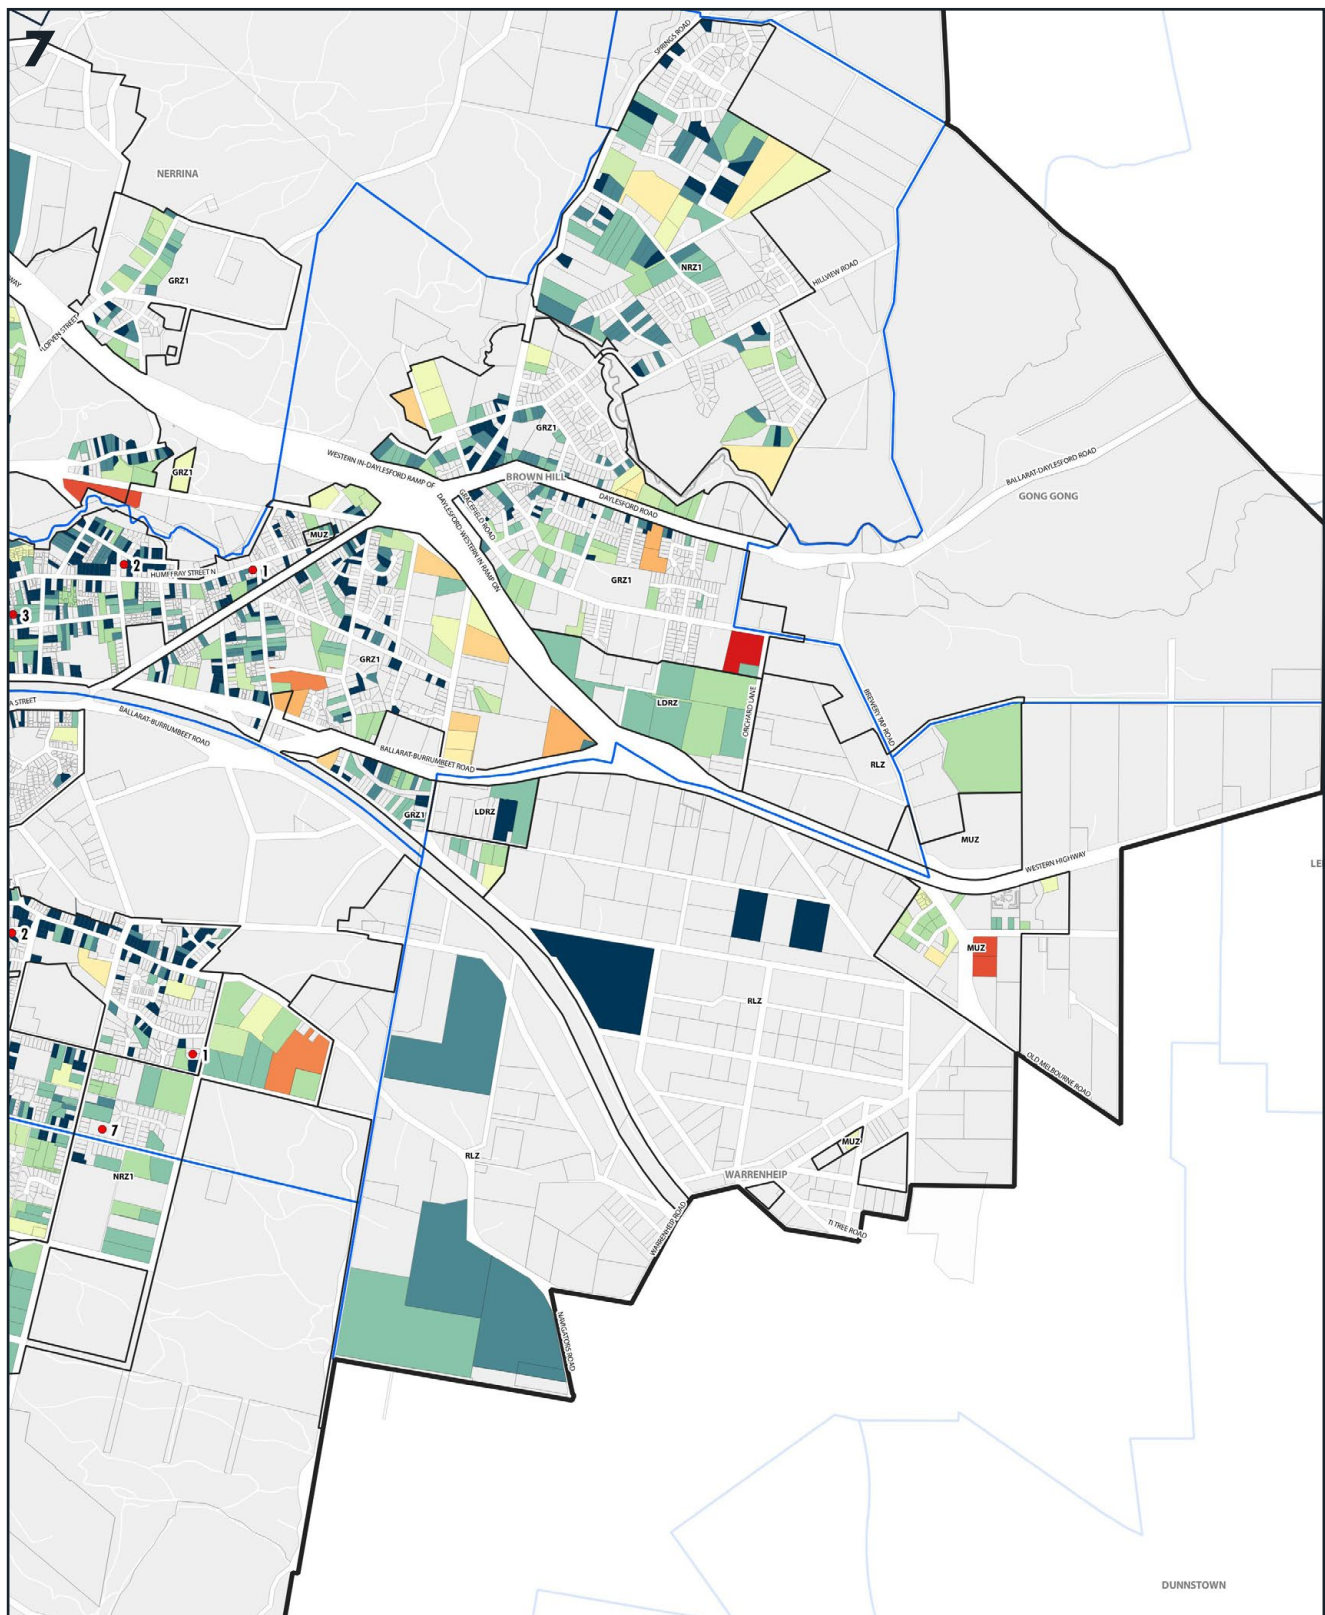 7
SPRINGS ROAD
NERRINA
GRZ1
NRZ1
HILLVIEW ROAD
WAY
GRZ1
BROWN HILL
WESTERN IN-DAYLESFORD RAMP OF
GRZ1
DAYLESFORD ROAD
GRACEFIELD ROAD
DAYLESFORD-WESTERN IN RAMP ON
BALLARAT-DAYLESFORD ROAD
GONG GONG
MUZ
2
HUMFFRAY STREET N
1
GRZ1
3
GRZ1
LDRZ
ORCHARD LANE
BREWERY TAP ROAD
A STREET
BALLARAT-BURRUMBEET ROAD
BALLARAT-BURRUMBEET ROAD
RLZ
GRZ1
LDRZ
MUZ
WESTERN HIGHWAY
LE
2
MUZ
RLZ
1
OLD MELBOURNE ROAD
7
MUZ
RLZ
WARRENHEIP
NRZ1
WARRENHEIP ROAD
TI TREE ROAD
NAVIGATORS ROAD
DUNNSTOWN